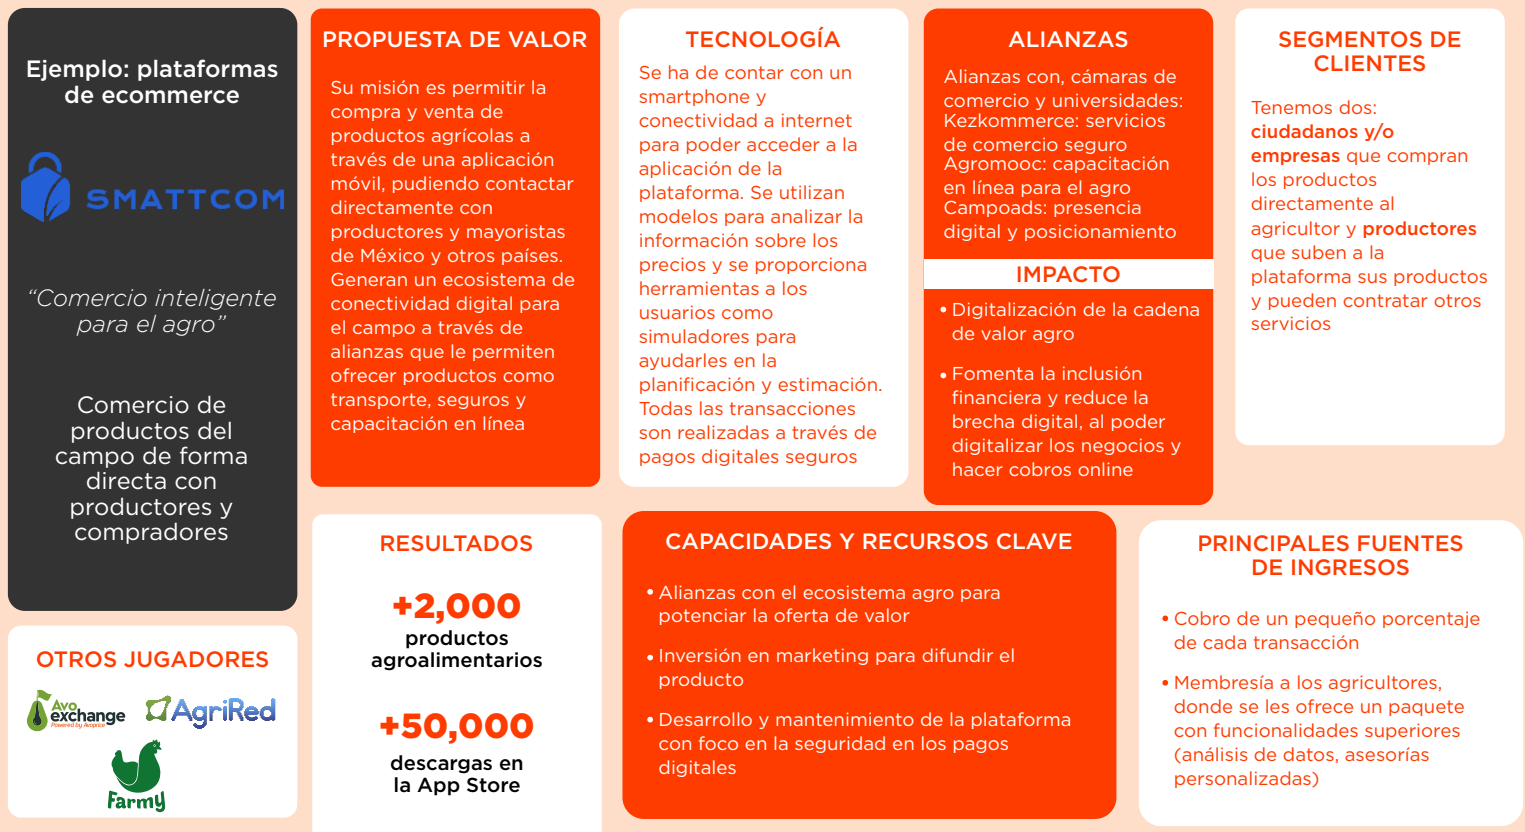 Ejemplo: plataformas
de ecommerce
SMATTCOM
“Comercio inteligente
para el agro”
Comercio de
productos del
campo de forma
directa con
productores y
compradores
OTROS JUGADORES
Avo
exchange
Powered by Avoprice
AgriRed
Farmy
PROPUESTA DE VALOR
Su misión es permitir la
compra y venta de
productos agrícolas a
través de una aplicación
móvil, pudiendo contactar
directamente con
productores y mayoristas
de México y otros países.
Generan un ecosistema de
conectividad digital para
el campo a través de
alianzas que le permiten
ofrecer productos como
transporte, seguros y
capacitación en línea
TECNOLOGÍA
Se ha de contar con un
smartphone y
conectividad a internet
para poder acceder a la
aplicación de la
plataforma. Se utilizan
modelos para analizar la
información sobre los
precios y se proporciona
herramientas a los
usuarios como
simuladores para
ayudarles en la
planificación y estimación.
Todas las transacciones
son realizadas a través de
pagos digitales seguros
ALIANZAS
Alianzas con, cámaras de
comercio y universidades:
Kezkommerce: servicios
de comercio seguro
Agromooc: capacitación
en línea para el agro
Campoads: presencia
digital y posicionamiento
IMPACTO
• Digitalización de la cadena
de valor agro
• Fomenta la inclusión
financiera y reduce la
brecha digital, al poder
digitalizar los negocios y
hacer cobros online
SEGMENTOS DE
CLIENTES
Tenemos dos:
ciudadanos y/o
empresas que compran
los productos
directamente al
agricultor y productores
que suben a la
plataforma sus productos
y pueden contratar otros
servicios
RESULTADOS
+2,000
productos
agroalimentarios
+50,000
descargas en
la App Store
CAPACIDADES Y RECURSOS CLAVE
• Alianzas con el ecosistema agro para
potenciar la oferta de valor
• Inversión en marketing para difundir el
producto
• Desarrollo y mantenimiento de la plataforma
con foco en la seguridad en los pagos
digitales
PRINCIPALES FUENTES
DE INGRESOS
• Cobro de un pequeño porcentaje
de cada transacción
• Membresía a los agricultores,
donde se les ofrece un paquete
con funcionalidades superiores
(análisis de datos, asesorías
personalizadas)